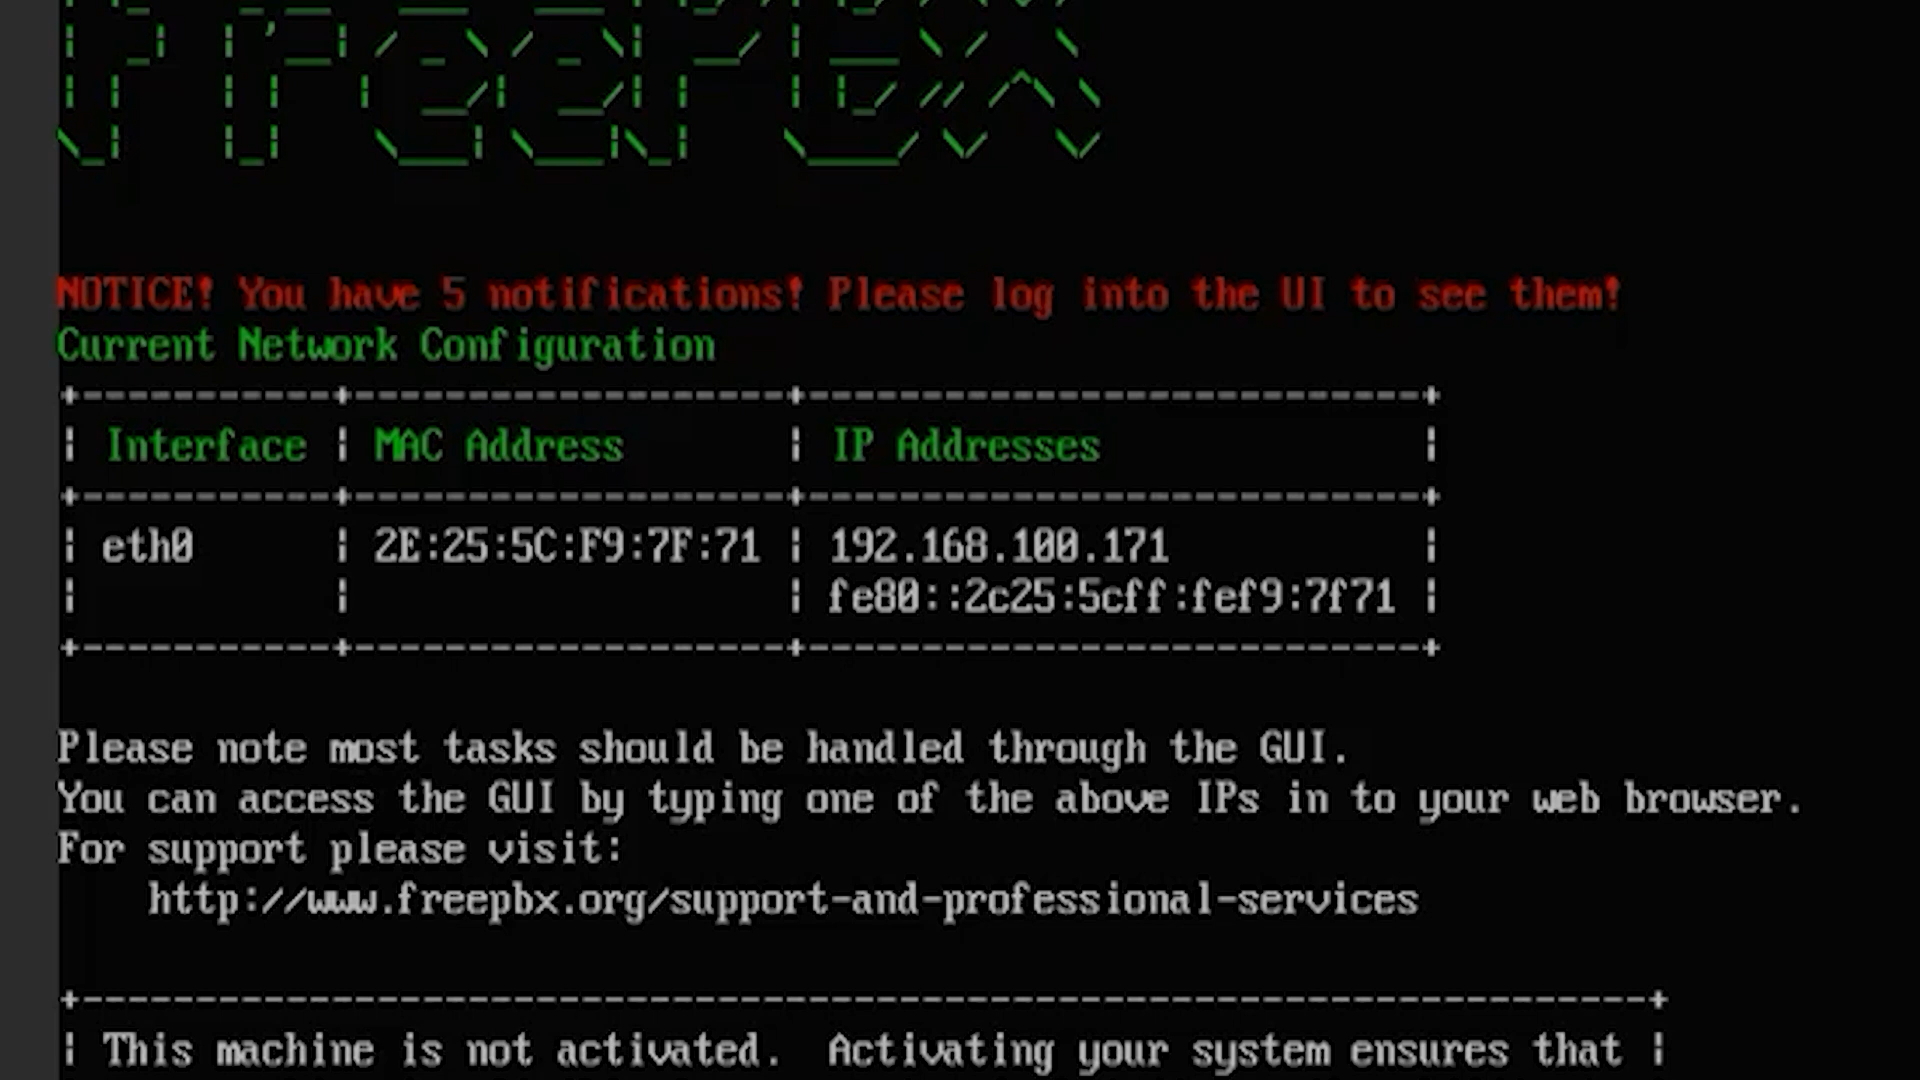 FreePBX
NOTICE! You have 5 notifications! Please log into the UI to see them!
Current Network Configuration
Interface | MAC Address | IP Addresses
eth0 | 2E:25:5C:F9:7F:71 | 192.168.100.171
fe80::2c25:5cff:fef9:7f71
Please note most tasks should be handled through the GUI.
You can access the GUI by typing one of the above IPs in to your web browser.
For support please visit:
http://www.freepbx.org/support-and-professional-services
This machine is not activated.  Activating your system ensures that